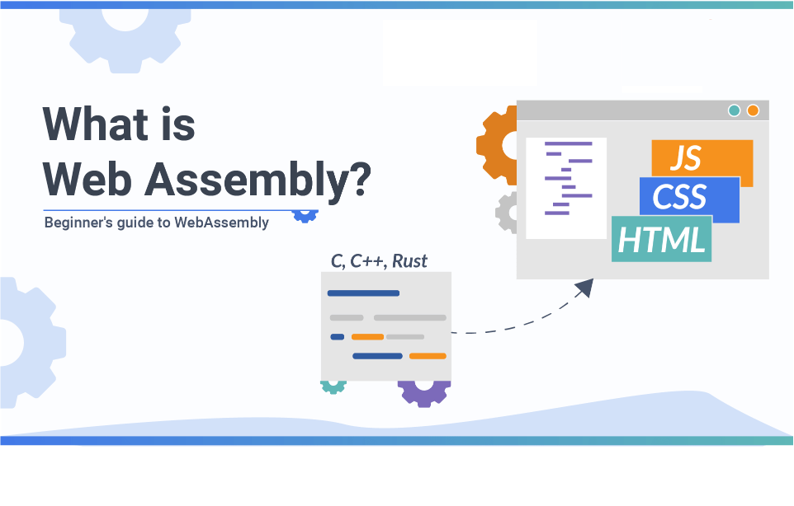 What is
Web Assembly?
Beginner's guide to WebAssembly
C, C++, Rust
JS
CSS
HTML